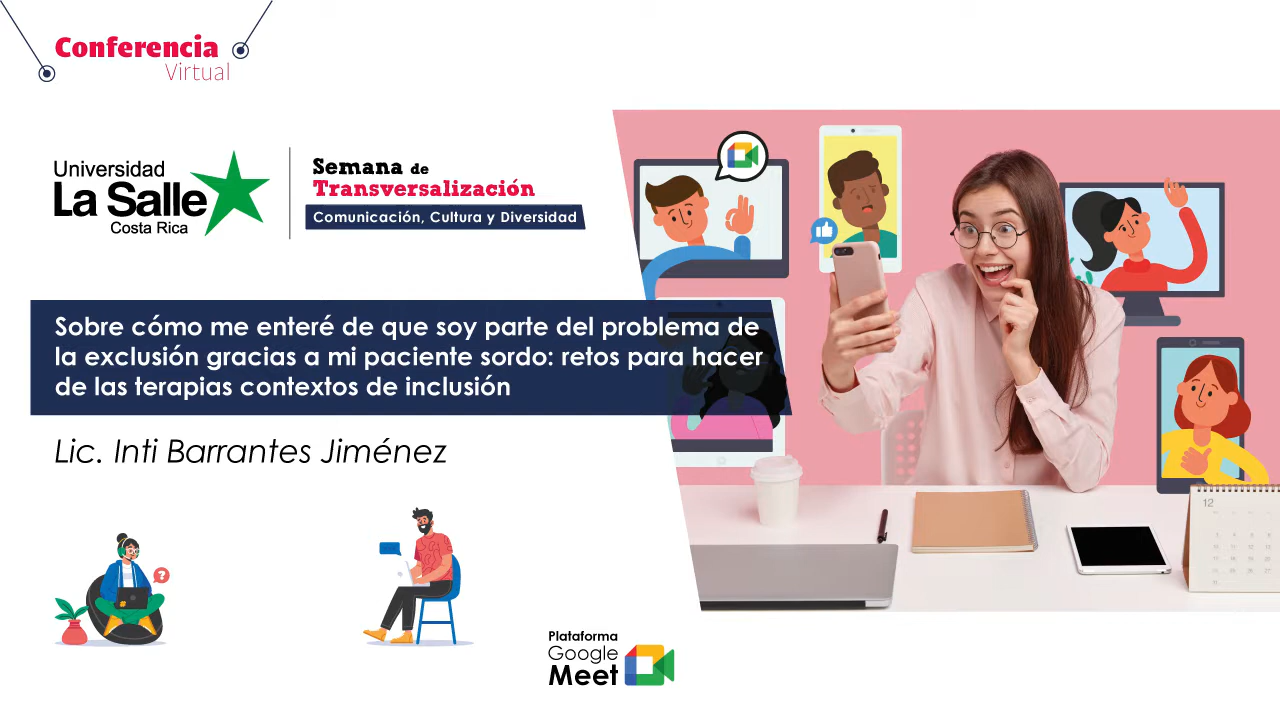 Conferencia
Virtual
Universidad
La Salle
Costa Rica
Semana de
Transversalización
Comunicación, Cultura y Diversidad
Sobre cómo me enteré de que soy parte del problema de
la exclusión gracias a mi paciente sordo: retos para hacer
de las terapias contextos de inclusión
Lic. Inti Barrantes Jiménez
?
12
Plataforma
Google
Meet